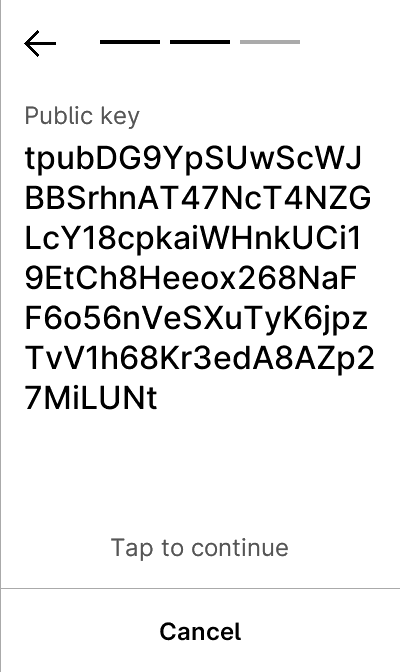 Public key
tpubDG9YpSUwScWJ
BBSrhnAT47NcT4NZG
LcY18cpkaiWHnkUCi1
9EtCh8Heeox268NaF
F6o56nVeSXuTyK6jpz
TvV1h68Kr3edA8AZp2
7MiLUNt
Tap to continue
Cancel